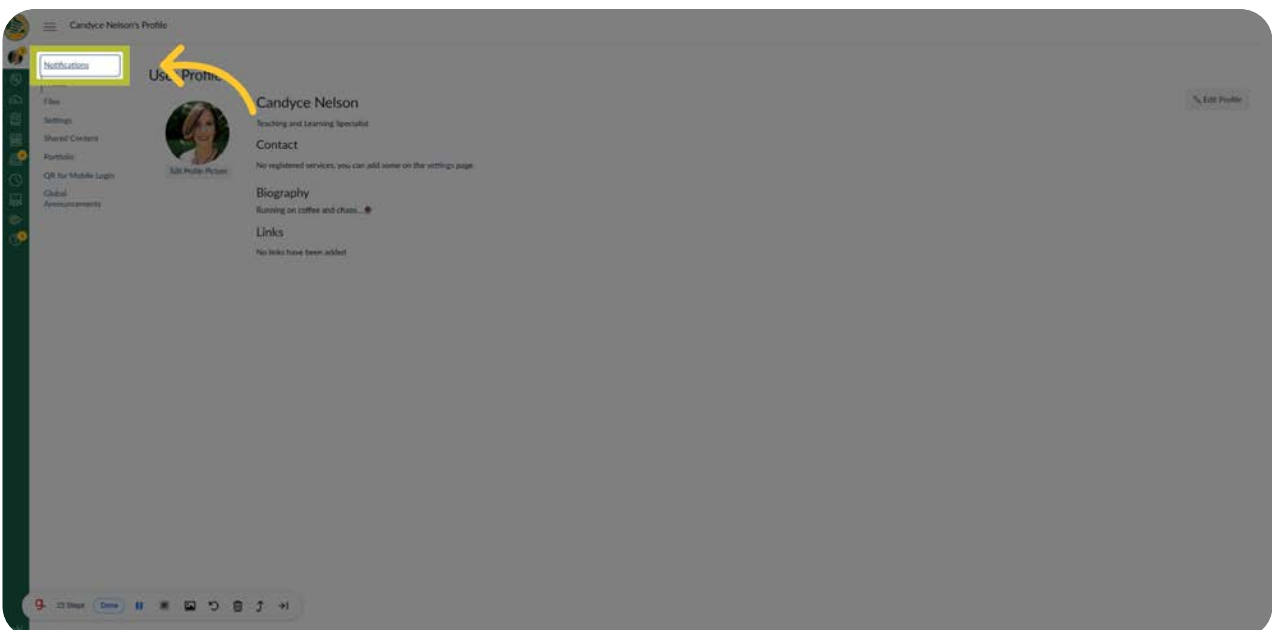 Candyce Nelson's Profile
Notifications
User Profile
Files
Settings
Shared Content
Portfolio
QR for Mobile Login
Global
Announcements
Edit Profile Picture
Candyce Nelson
Teaching and Learning Specialist
Contact
No registered services, you can add some on the settings page.
Biography
Running on coffee and chaos...
Links
No links have been added
Edit Profile
23 Steps
Done